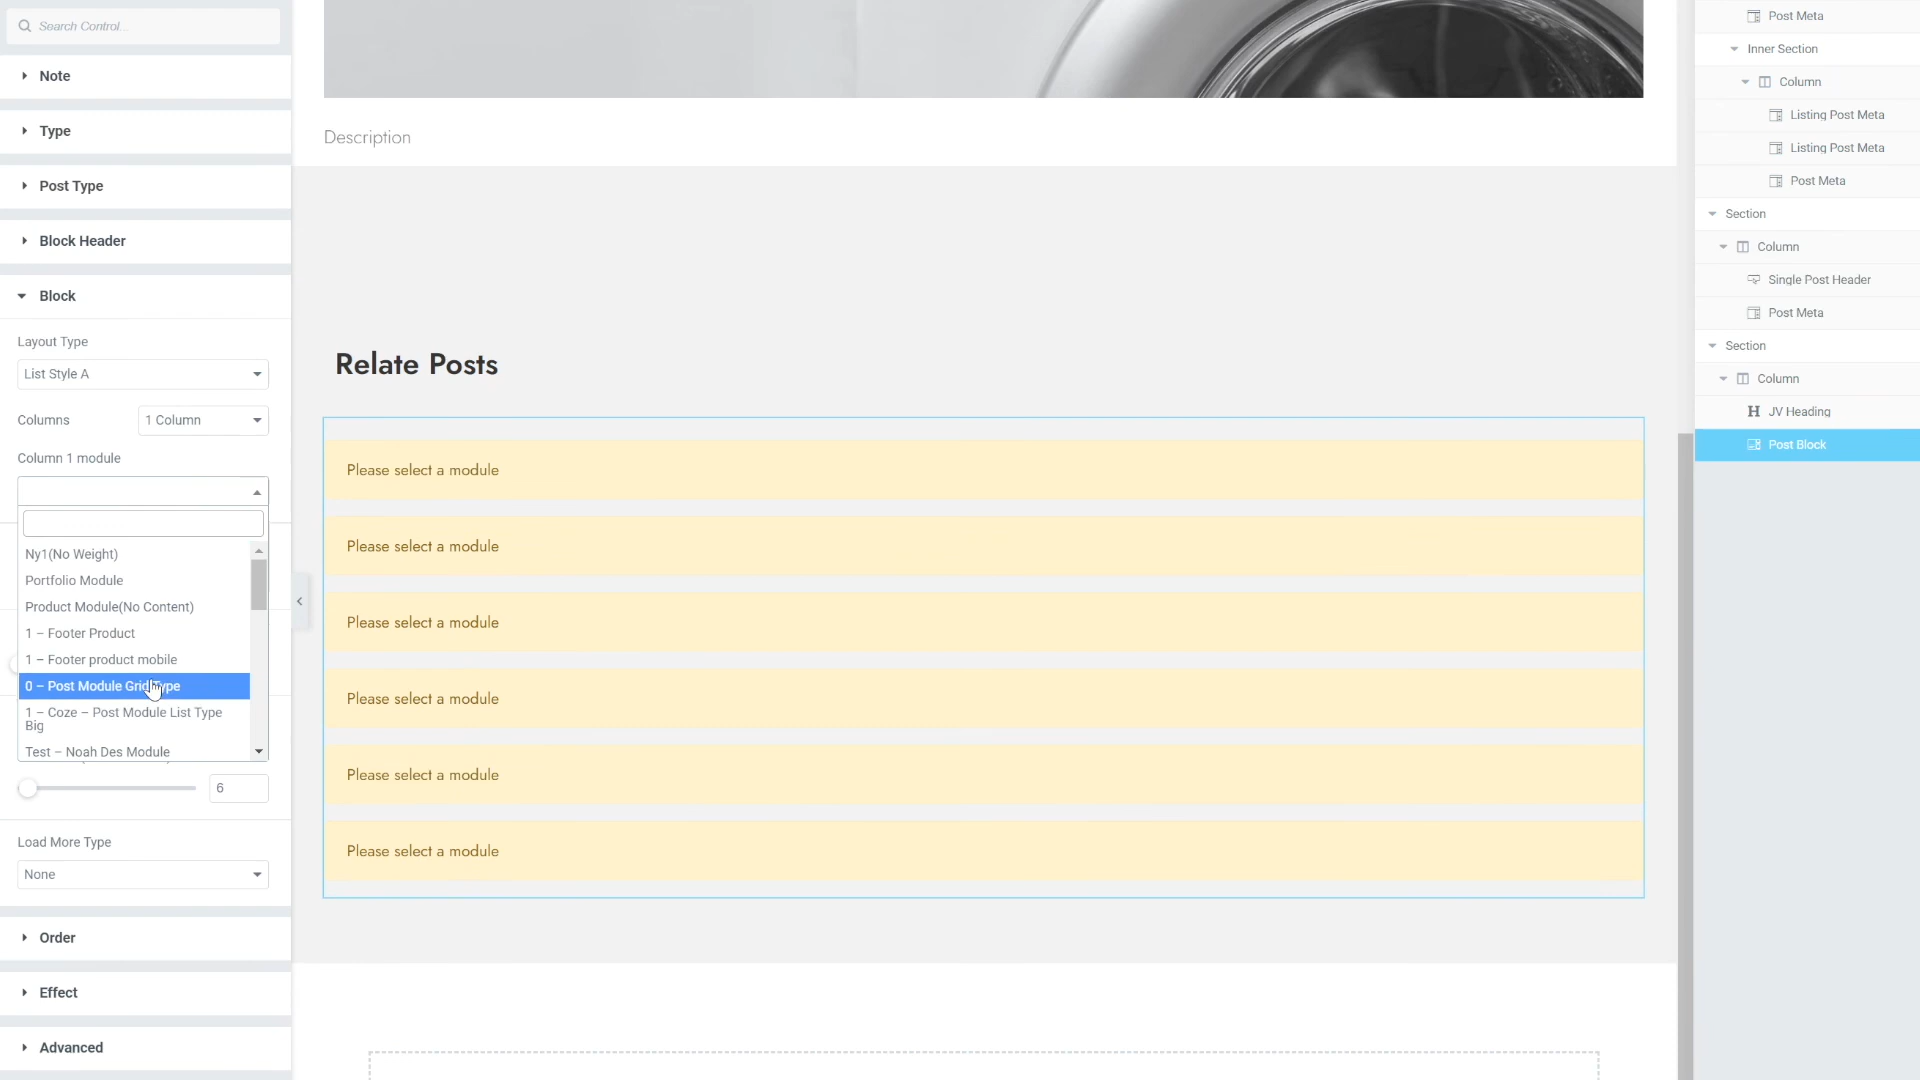 Search Control...
Note
Type
Post Type
Block Header
Block
Layout Type
List Style A
Columns
1 Column
Column 1 module
Ny1(No Weight)
Portfolio Module
Product Module(No Content)
1 – Footer Product
1 – Footer product mobile
0 – Post Module Grid Type
1 – Coze – Post Module List Type
Big
Test – Noah Des Module
6
Load More Type
None
Order
Effect
Advanced
Description
Relate Posts
Please select a module
Please select a module
Please select a module
Please select a module
Please select a module
Please select a module
Post Meta
Inner Section
Column
Listing Post Meta
Listing Post Meta
Post Meta
Section
Column
Single Post Header
Post Meta
Section
Column
H JV Heading
Post Block